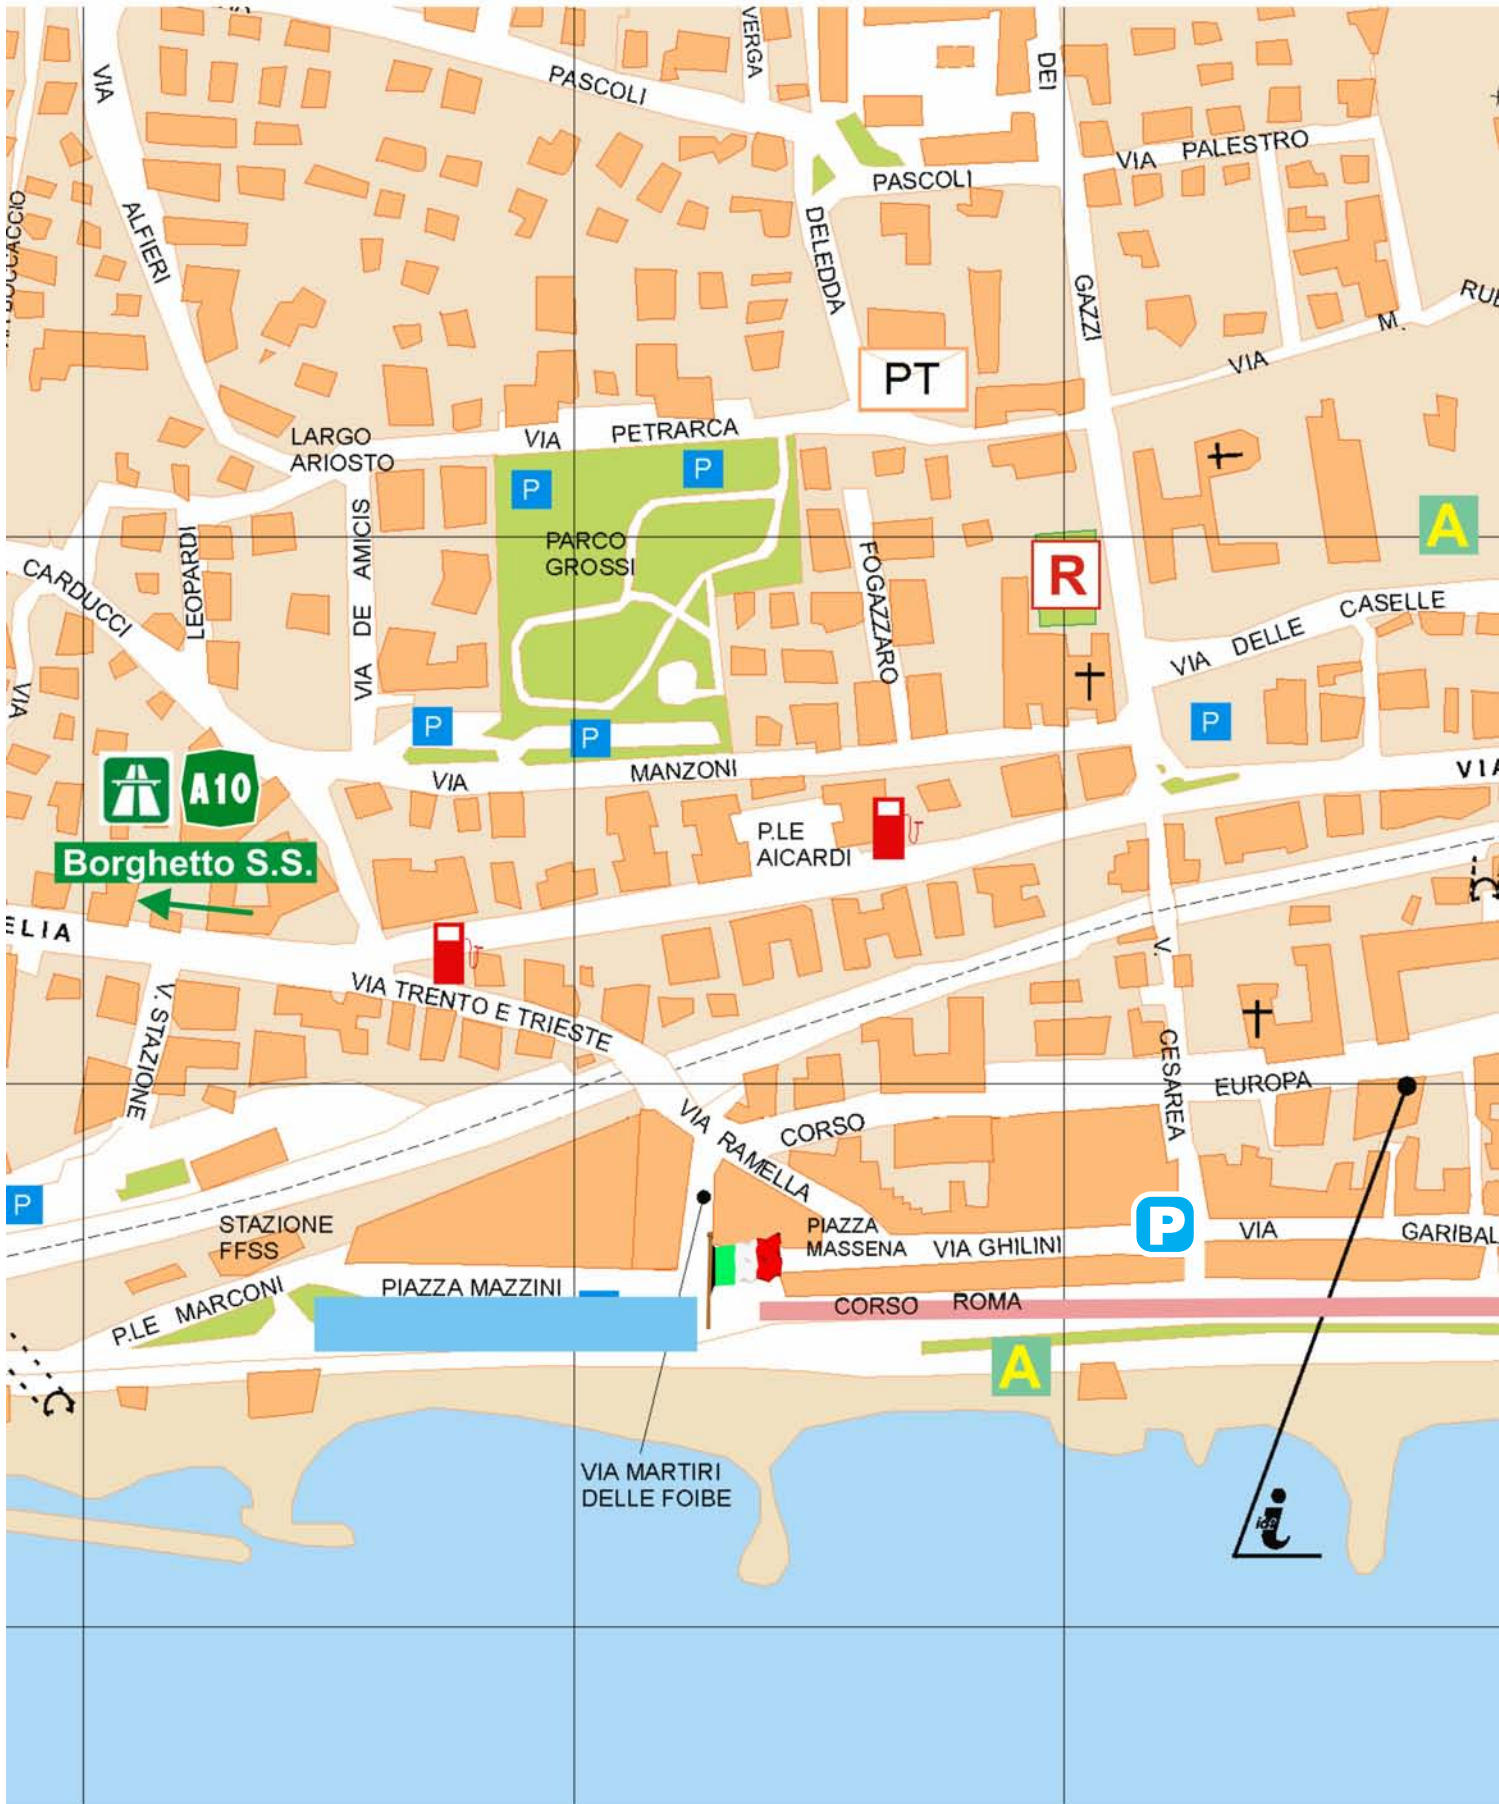 PASCOLI
VERGA
DEI
VIA
VIA PALESTRO
PASCOLI
ALFIERI
DELEDDA
GAZZI
M.
VIA
PT
LARGO
ARIOSTO
VIA PETRARCA
P
P
A
PARCO
GROSSI
R
CARDUCCI
LEOPARDI
VIA DE AMICIS
FOGAZZARO
VIA DELLE CASELLE
VIA
P
P
P
VIA MANZONI
VIA
A10
Borghetto S.S.
P.LE
AICARDI
VIA TRENTO E TRIESTE
V. STAZIONE
V. CESAREA
EUROPA
CORSO
VIA RAMELLA
P
STAZIONE
FFSS
PIAZZA
MASSENA
VIA GHILINI
P
VIA
P.LE MARCONI
PIAZZA MAZZINI
CORSO ROMA
A
VIA MARTIRI
DELLE FOIBE
i